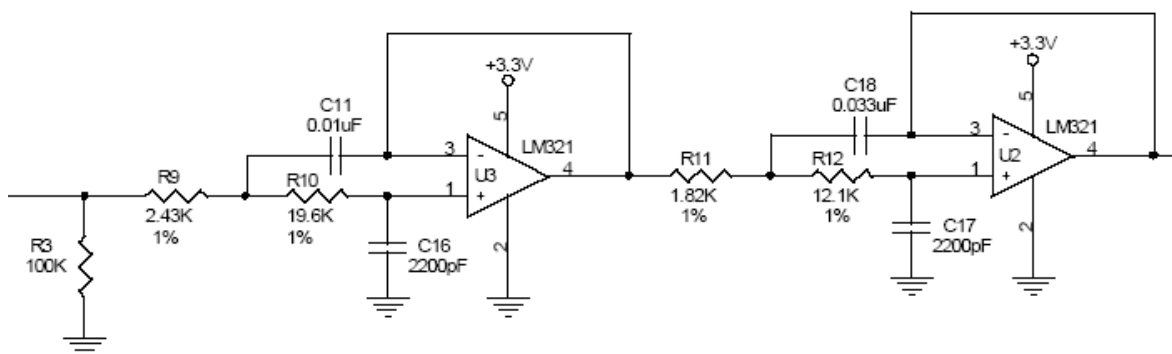 +3.3V
C11
0.01uF
5
3
-
LM321
U3
4
1
+
2
R9
2.43K
1%
R10
19.6K
1%
R3
100K
C16
2200pF
+3.3V
C18
0.033uF
5
3
-
LM321
U2
4
1
+
2
R11
1.82K
1%
R12
12.1K
1%
C17
2200pF